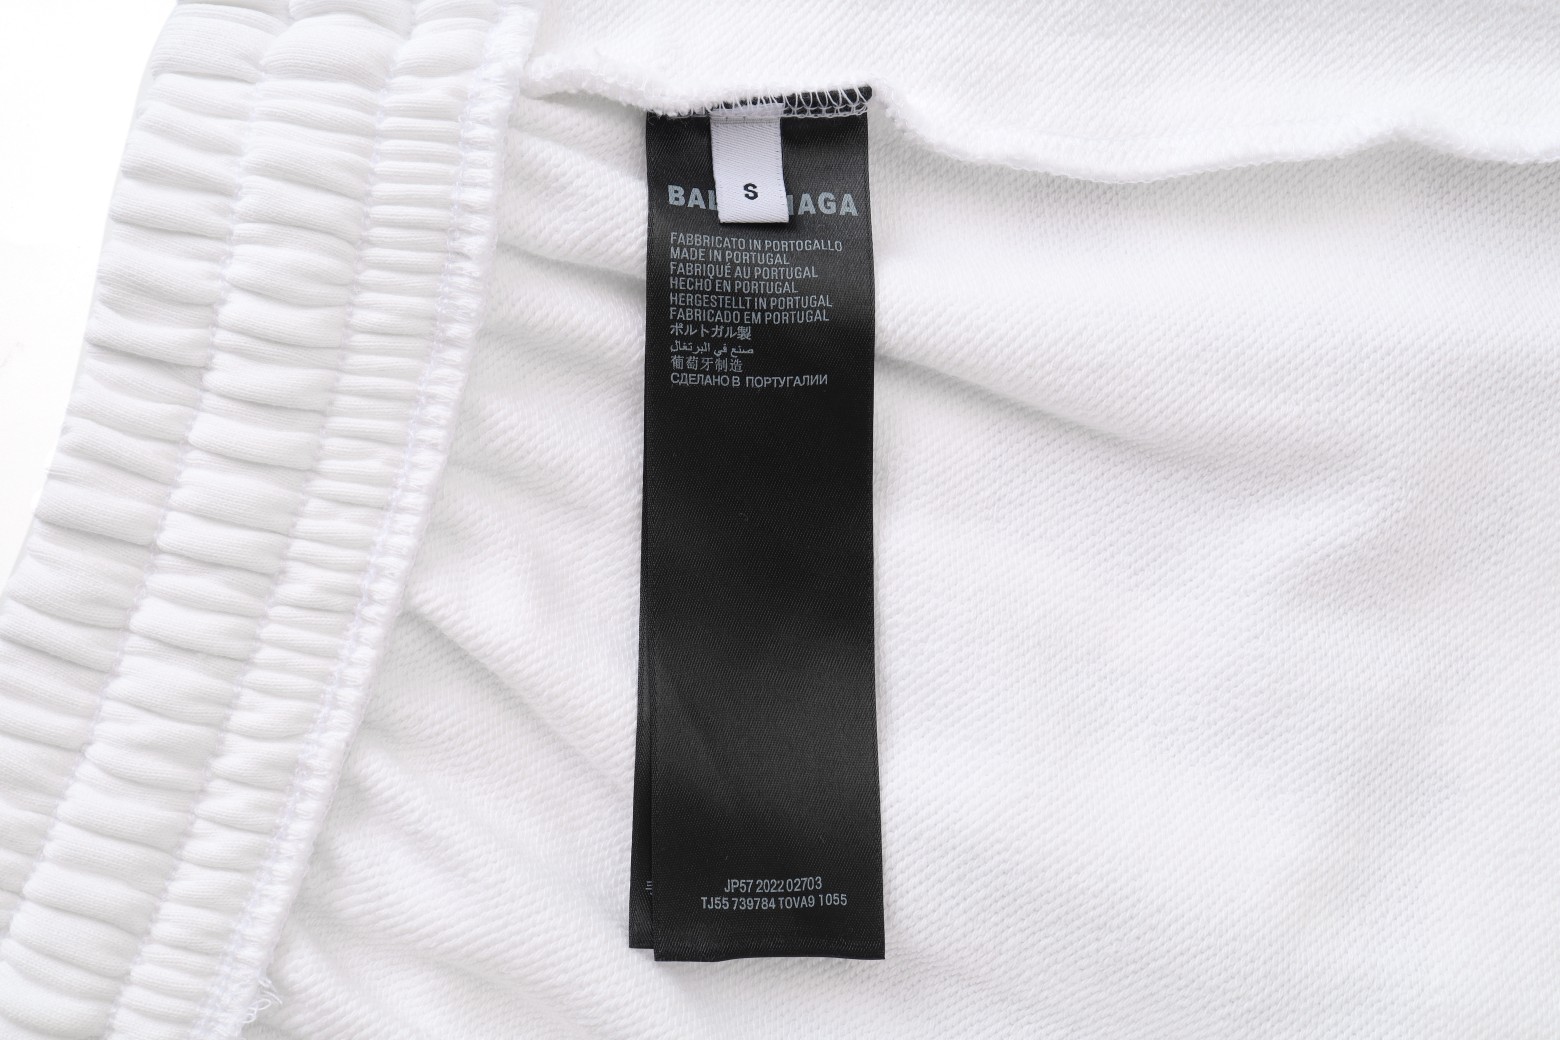 S
BAL NAGA
FABBRICATO IN PORTOGALLO
MADE IN PORTUGAL
FABRIQUÉ AU PORTUGAL
HECHO EN PORTUGAL
HERGESTELLT IN PORTUGAL
FABRICADO EM PORTUGAL
ポルトガル製
صنع في البرتغال
葡萄牙制造
СДЕЛАНО В ПОРТУГАЛИИ
JP57 2022 02703
TJ55 739784 TOVA9 1055